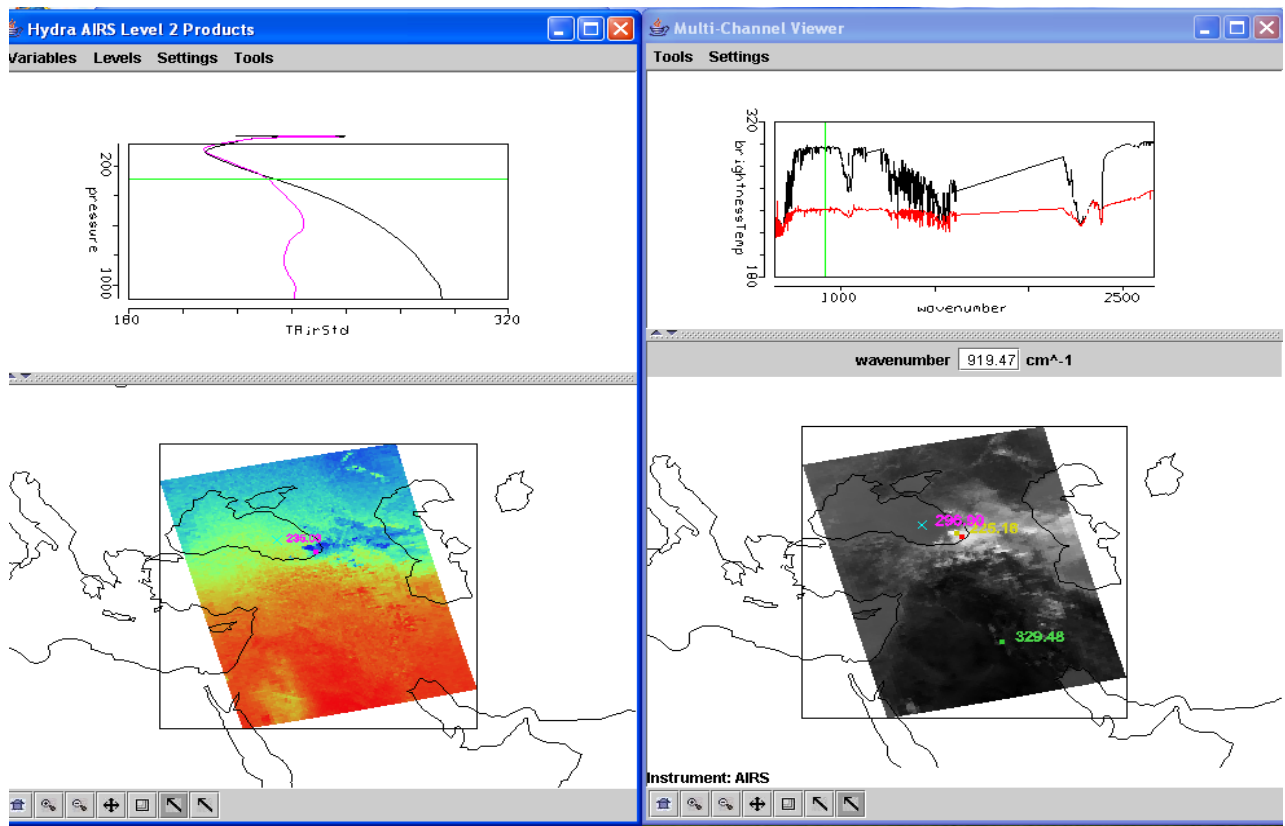 Hydra AIRS Level 2 Products
Variables Levels Settings Tools
200
pressure
1000
180
320
TAirStd
Multi-Channel Viewer
Tools Settings
320
brightnessTemp
180
1000
2500
wavenumber
wavenumber 919.47 cm^-1
329.48
Instrument: AIRS